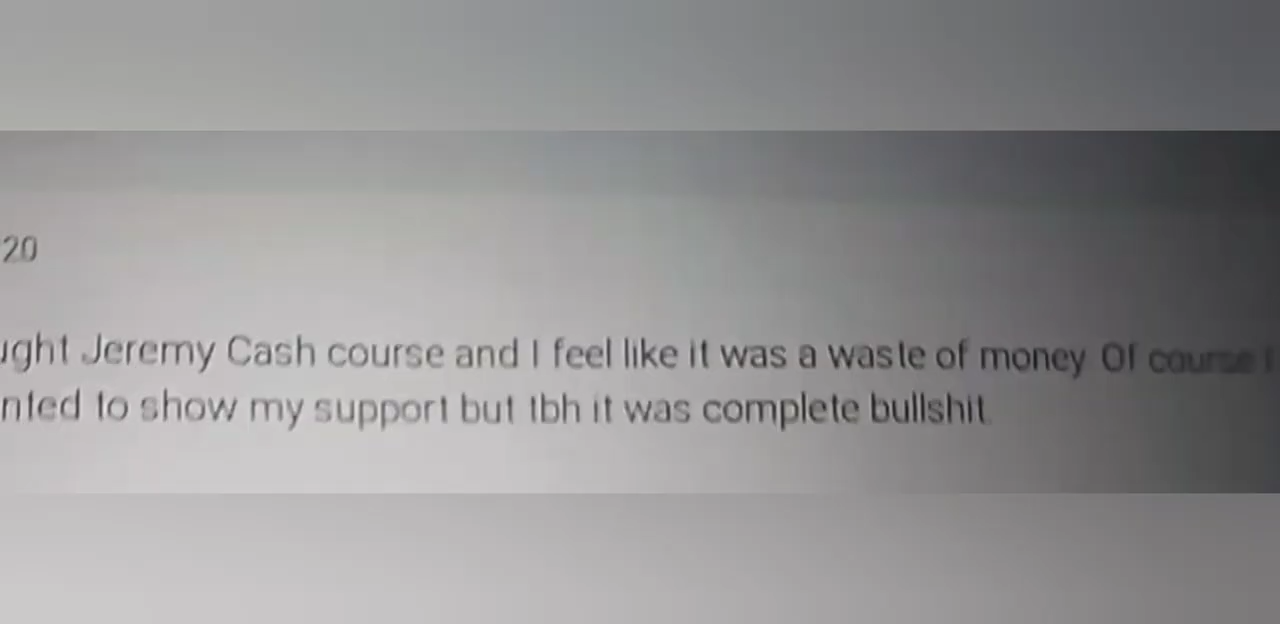 20
ught Jeremy Cash course and I feel like it was a waste of money Of course I
nted to show my support but tbh it was complete bullshit